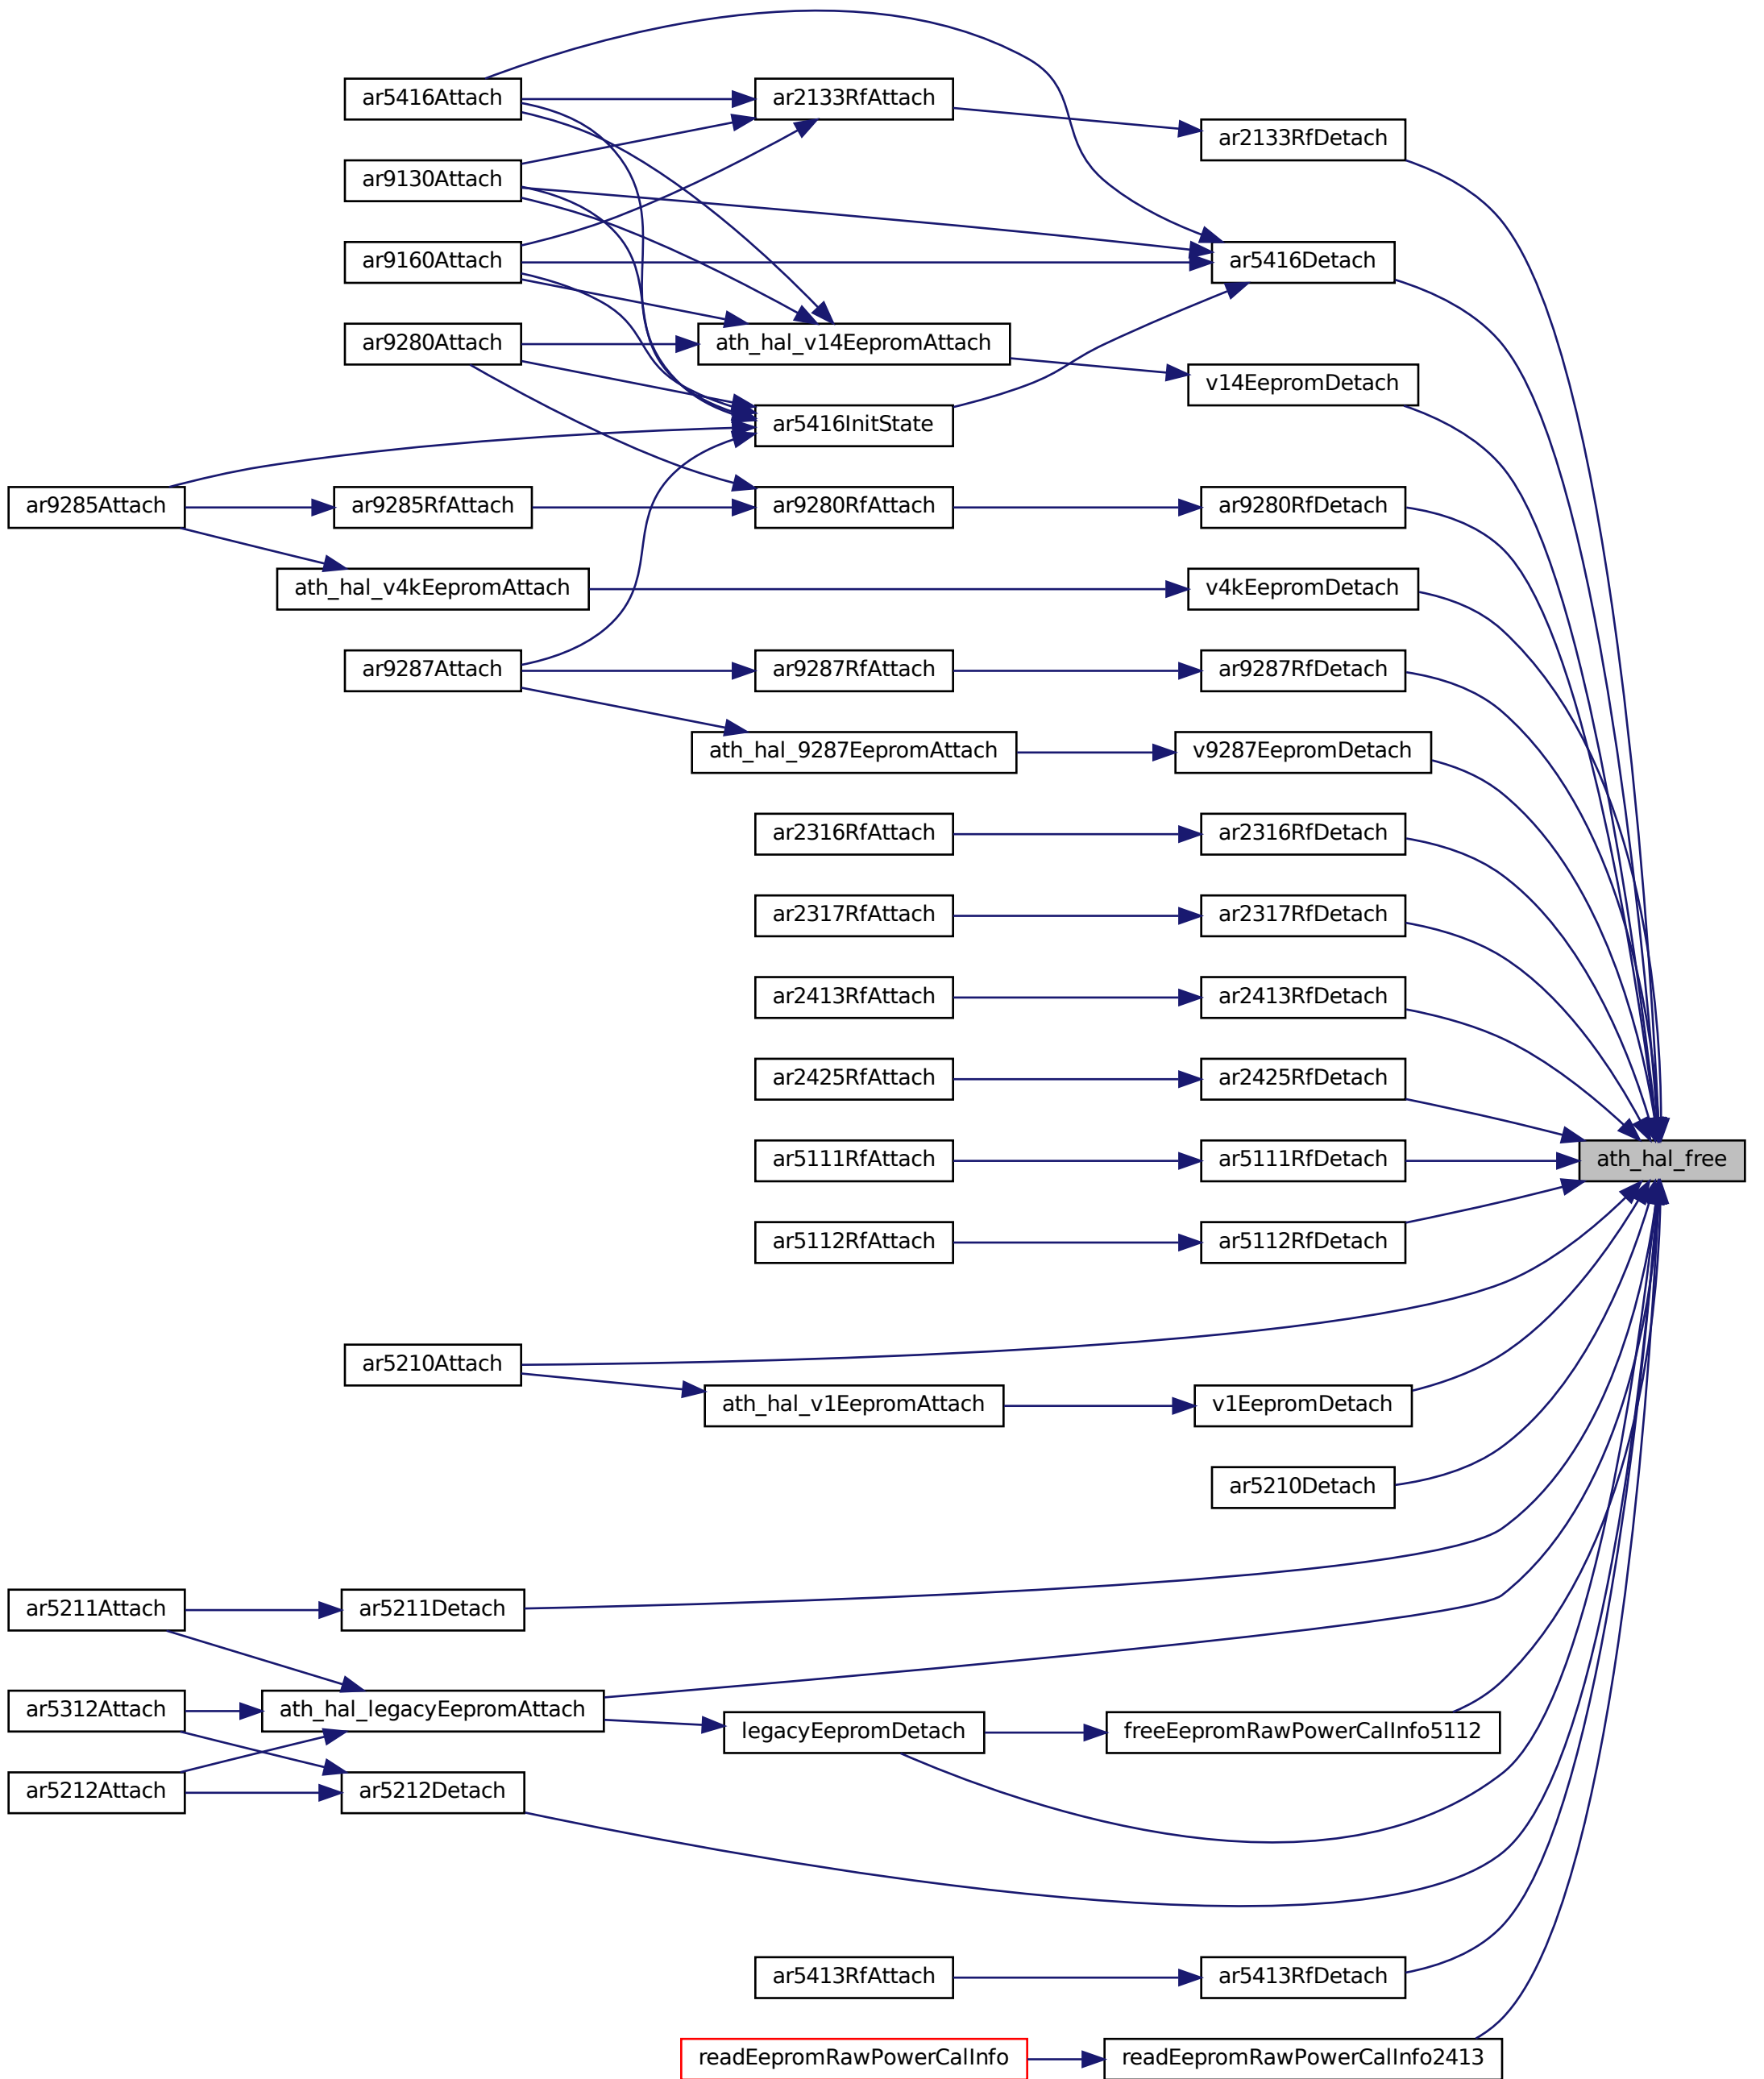 ar5416Attach
ar2133RfAttach
ar2133RfDetach
ar9130Attach
ar9160Attach
ar5416Detach
ar9280Attach
ath_hal_v14EepromAttach
v14EepromDetach
ar5416InitState
ar9285Attach
ar9285RfAttach
ar9280RfAttach
ar9280RfDetach
ath_hal_v4kEepromAttach
v4kEepromDetach
ar9287Attach
ar9287RfAttach
ar9287RfDetach
ath_hal_9287EepromAttach
v9287EepromDetach
ar2316RfAttach
ar2316RfDetach
ar2317RfAttach
ar2317RfDetach
ar2413RfAttach
ar2413RfDetach
ar2425RfAttach
ar2425RfDetach
ar5111RfAttach
ar5111RfDetach
ath_hal_free
ar5112RfAttach
ar5112RfDetach
ar5210Attach
ath_hal_v1EepromAttach
v1EepromDetach
ar5210Detach
ar5211Attach
ar5211Detach
ar5312Attach
ath_hal_legacyEepromAttach
legacyEepromDetach
freeEepromRawPowerCalInfo5112
ar5212Attach
ar5212Detach
ar5413RfAttach
ar5413RfDetach
readEepromRawPowerCalInfo
readEepromRawPowerCalInfo2413